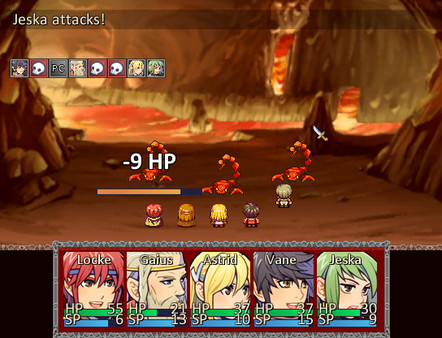 Jeska attacks!
PC
-9 HP
Locke Gaius Astrid Vane Jeska
HP 55 HP 21 HP 37 HP 37 HP 30
SP 6 SP 13 SP 10 SP 15 SP 9